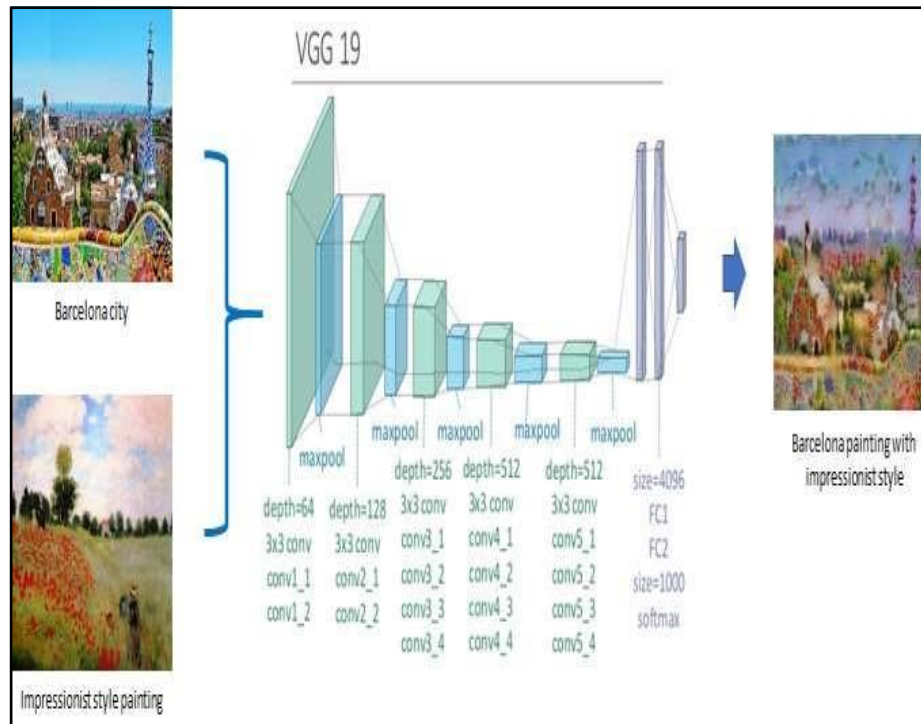 VGG 19
Barcelona city
Impressionist style painting
maxpool
maxpool
maxpool
maxpool
maxpool
depth=64
3x3 conv
conv1_1
conv1_2
depth=128
3x3 conv
conv2_1
conv2_2
depth=256
3x3 conv
conv3_1
conv3_2
conv3_3
conv3_4
depth=512
3x3 conv
conv4_1
conv4_2
conv4_3
conv4_4
depth=512
3x3 conv
conv5_1
conv5_2
conv5_3
conv5_4
size=4096
FC1
FC2
size=1000
softmax
Barcelona painting with
impressionist style